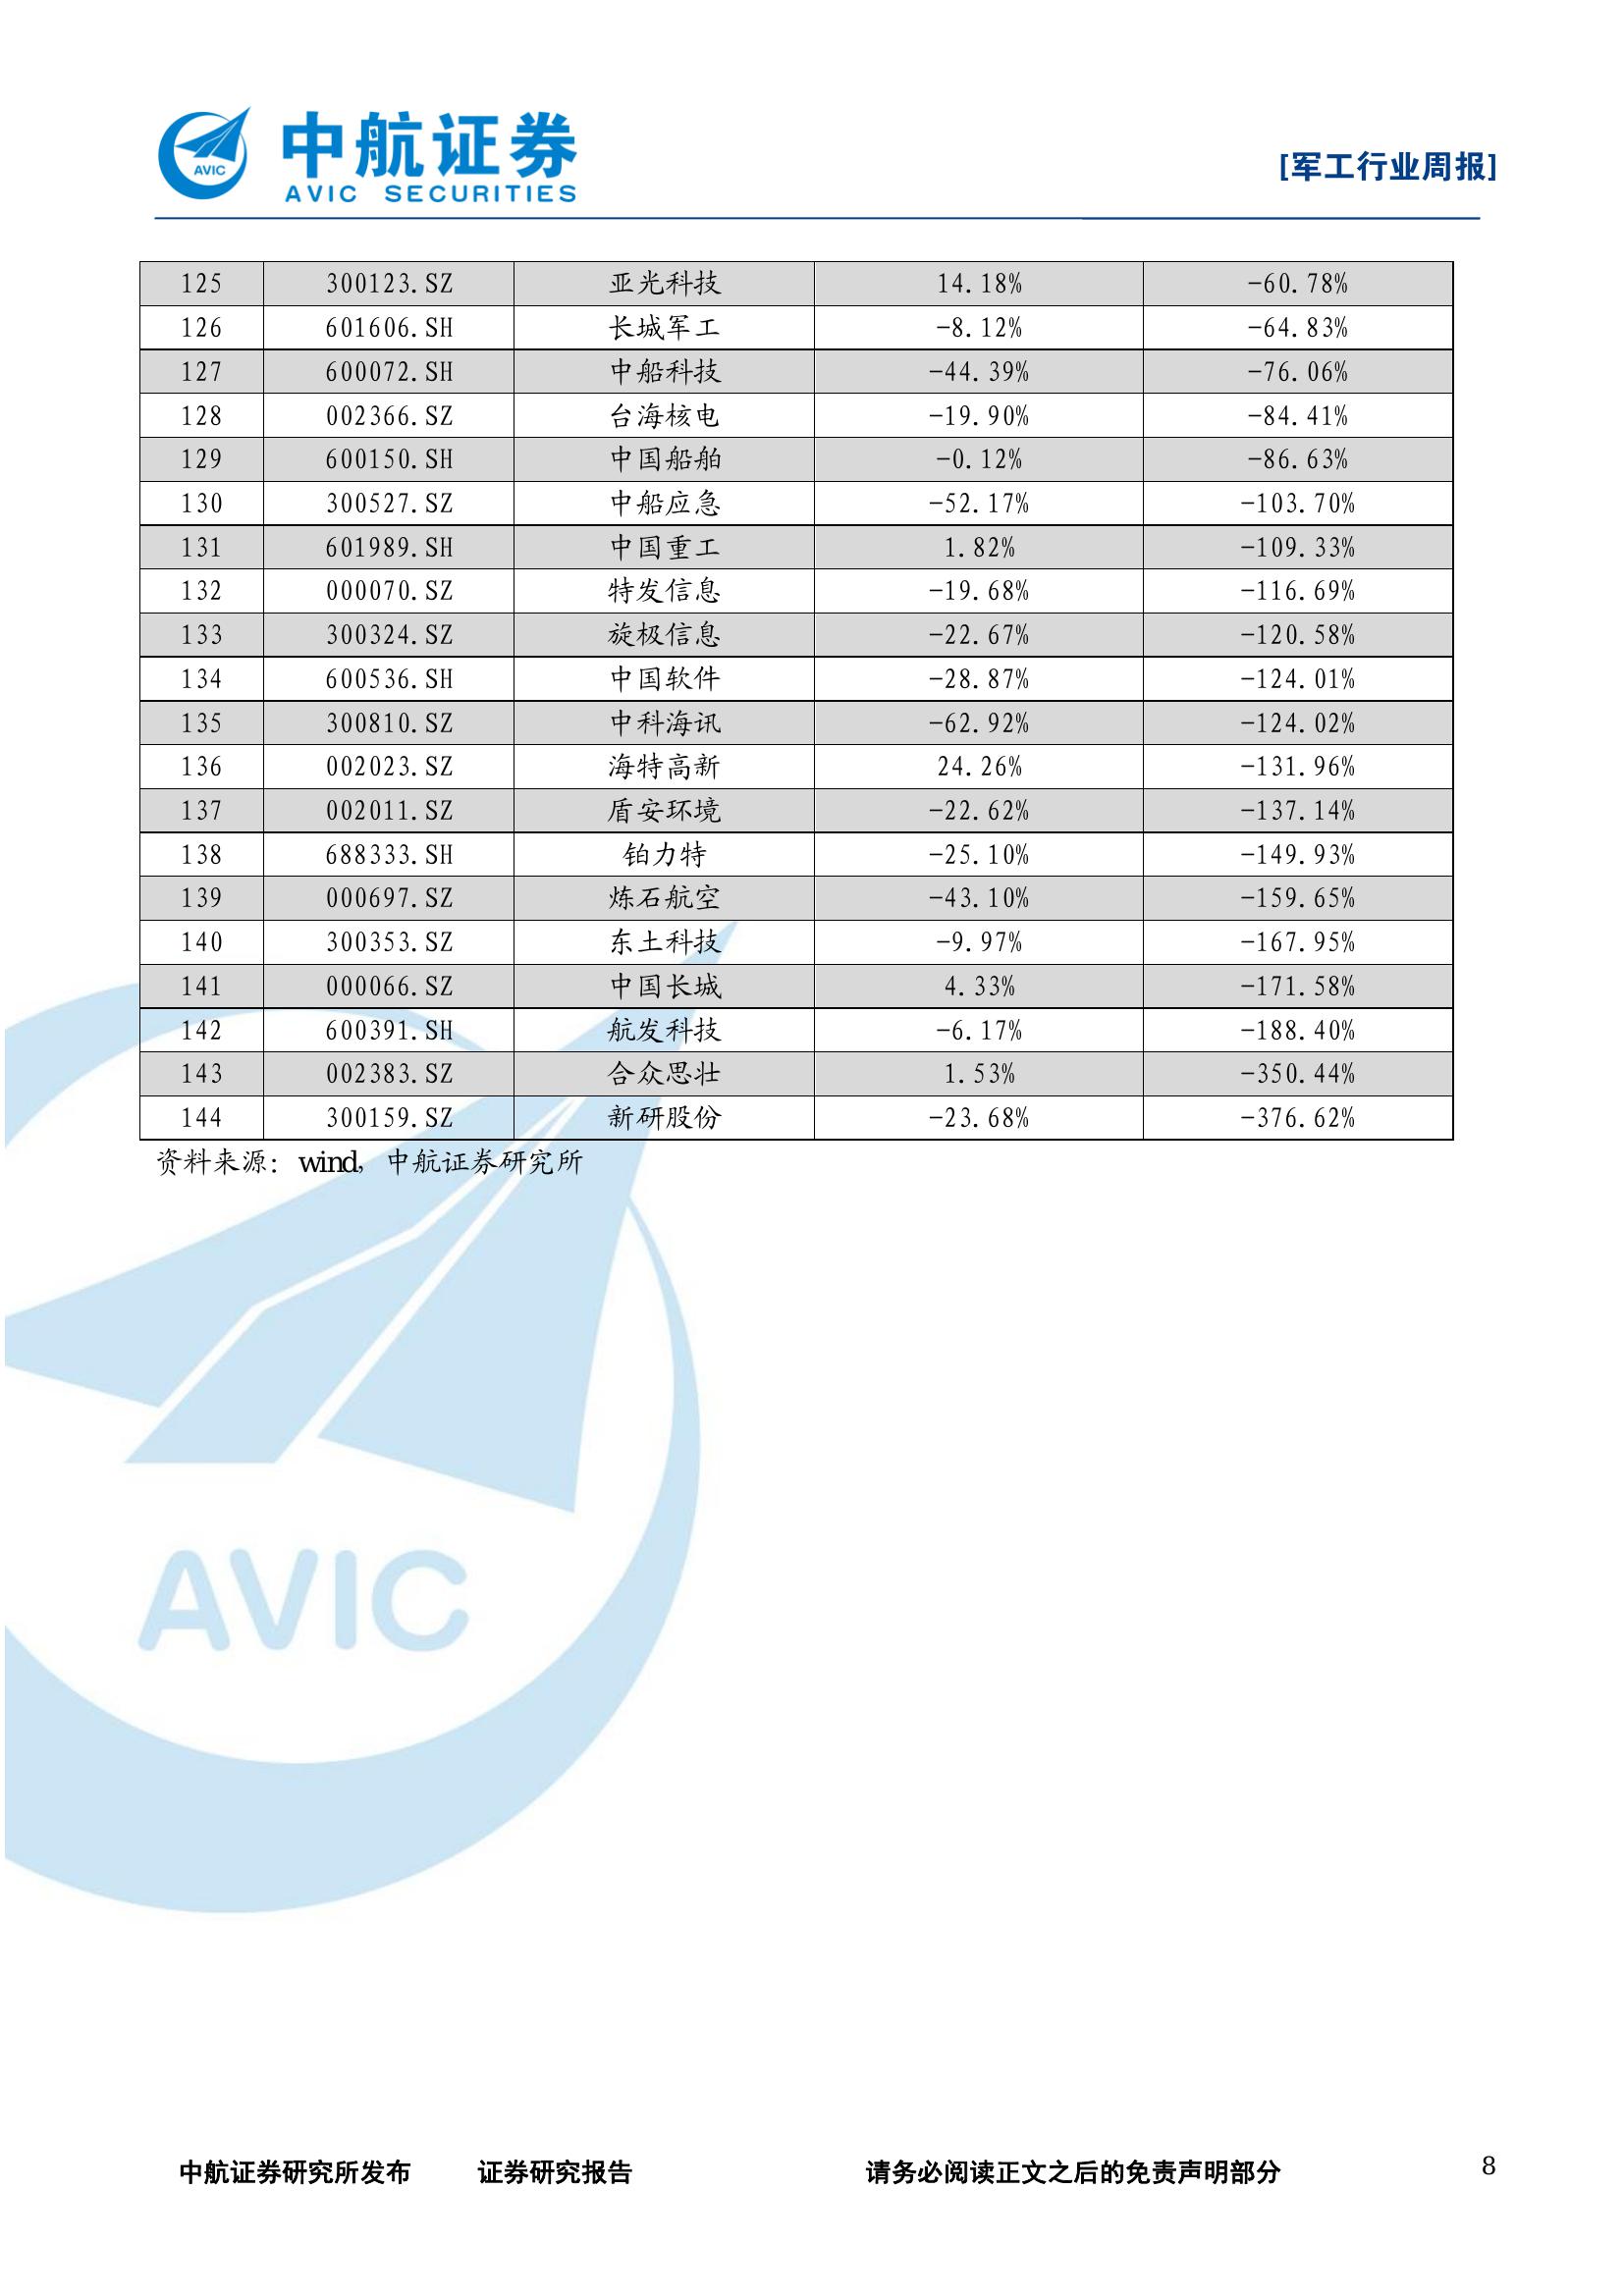 AVIC
中航证券
AVIC SECURITIES
[军工行业周报]
125 300123.SZ 亚光科技 14.18% -60.78%
126 601606.SH 长城军工 -8.12% -64.83%
127 600072.SH 中船科技 -44.39% -76.06%
128 002366.SZ 台海核电 -19.90% -84.41%
129 600150.SH 中国船舶 -0.12% -86.63%
130 300527.SZ 中船应急 -52.17% -103.70%
131 601989.SH 中国重工 1.82% -109.33%
132 000070.SZ 特发信息 -19.68% -116.69%
133 300324.SZ 旋极信息 -22.67% -120.58%
134 600536.SH 中国软件 -28.87% -124.01%
135 300810.SZ 中科海讯 -62.92% -124.02%
136 002023.SZ 海特高新 24.26% -131.96%
137 002011.SZ 盾安环境 -22.62% -137.14%
138 688333.SH 铂力特 -25.10% -149.93%
139 000697.SZ 炼石航空 -43.10% -159.65%
140 300353.SZ 东土科技 -9.97% -167.95%
141 000066.SZ 中国长城 4.33% -171.58%
142 600391.SH 航发科技 -6.17% -188.40%
143 002383.SZ 合众思壮 1.53% -350.44%
144 300159.SZ 新研股份 -23.68% -376.62%
资料来源：wind，中航证券研究所
AVIC
中航证券研究所发布 证券研究报告 请务必阅读正文之后的免责声明部分 8